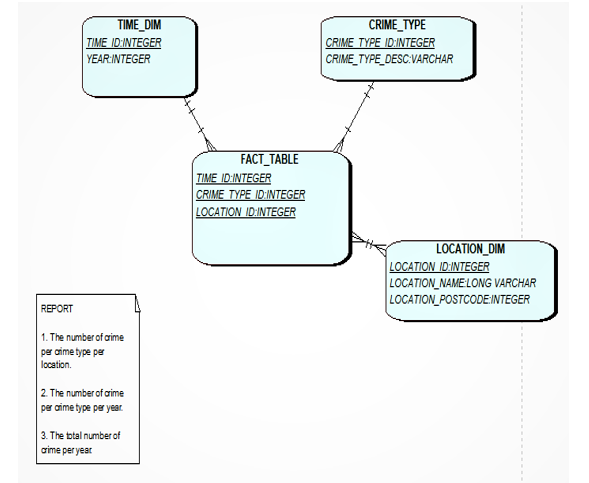 TIME_DIM
TIME_ID:INTEGER
YEAR:INTEGER
CRIME_TYPE
CRIME_TYPE_ID:INTEGER
CRIME_TYPE_DESC:VARCHAR
FACT_TABLE
TIME_ID:INTEGER
CRIME_TYPE_ID:INTEGER
LOCATION_ID:INTEGER
LOCATION_DIM
LOCATION_ID:INTEGER
LOCATION_NAME:LONG VARCHAR
LOCATION_POSTCODE:INTEGER
REPORT
1. The number of crime
per crime type per
location.
2. The number of crime
per crime type per year.
3. The total number of
crime per year.